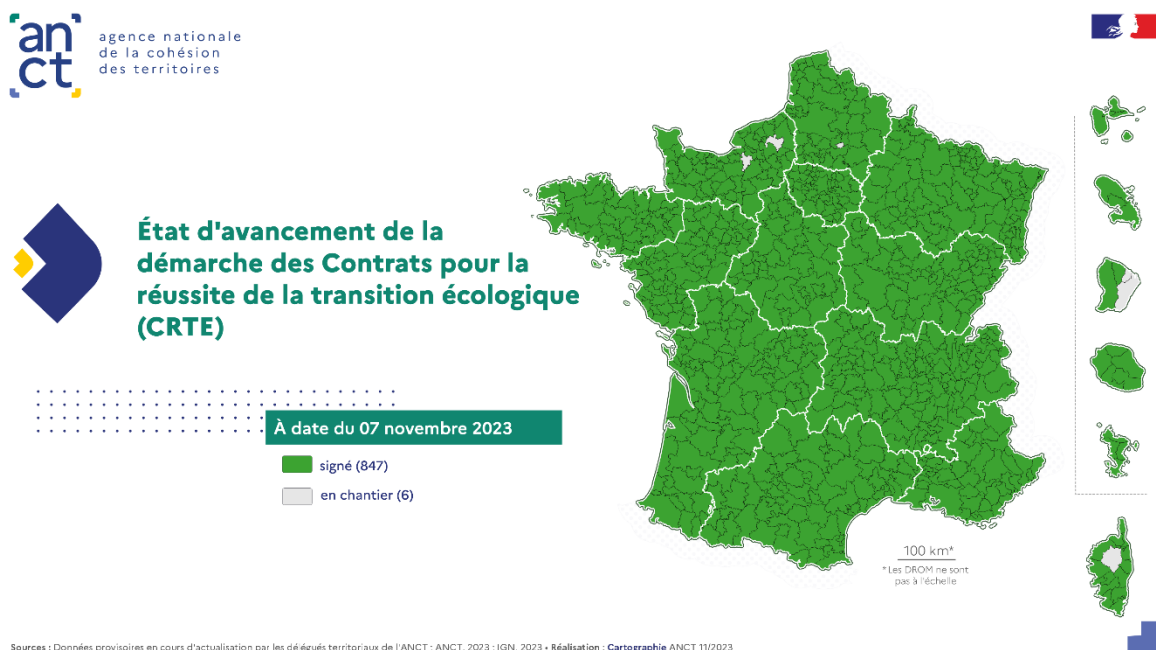 an
ct
agence nationale
de la cohésion
des territoires
État d'avancement de la
démarche des Contrats pour la
réussite de la transition écologique
(CRTE)
À date du 07 novembre 2023
signé (847)
en chantier (6)
100 km*
* Les DROM ne sont
pas à l'échelle
Sources : Données provisoires en cours d'actualisation par les délégués territoriaux de l'ANCT ; ANCT, 2023 ; IGN, 2023 • Réalisation : Cartographie ANCT 11/2023